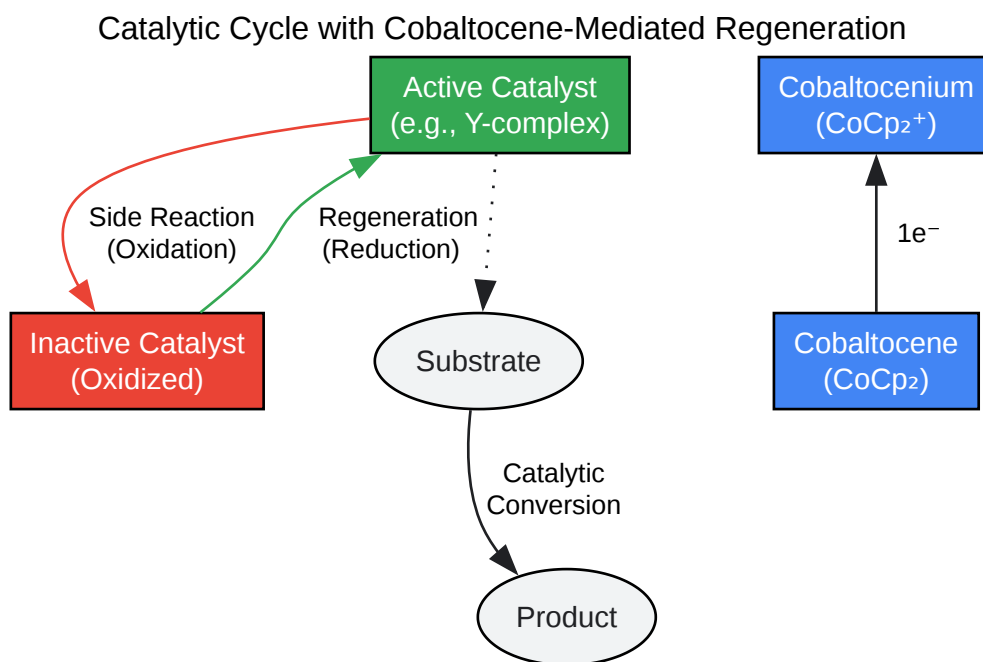 Catalytic Cycle with Cobaltocene-Mediated Regeneration
Active Catalyst
(e.g., Y-complex)
Cobaltocenium
(CoCp₂⁺)
Side Reaction
(Oxidation)
Regeneration
(Reduction)
1e⁻
Inactive Catalyst
(Oxidized)
Substrate
Cobaltocene
(CoCp₂)
Catalytic
Conversion
Product